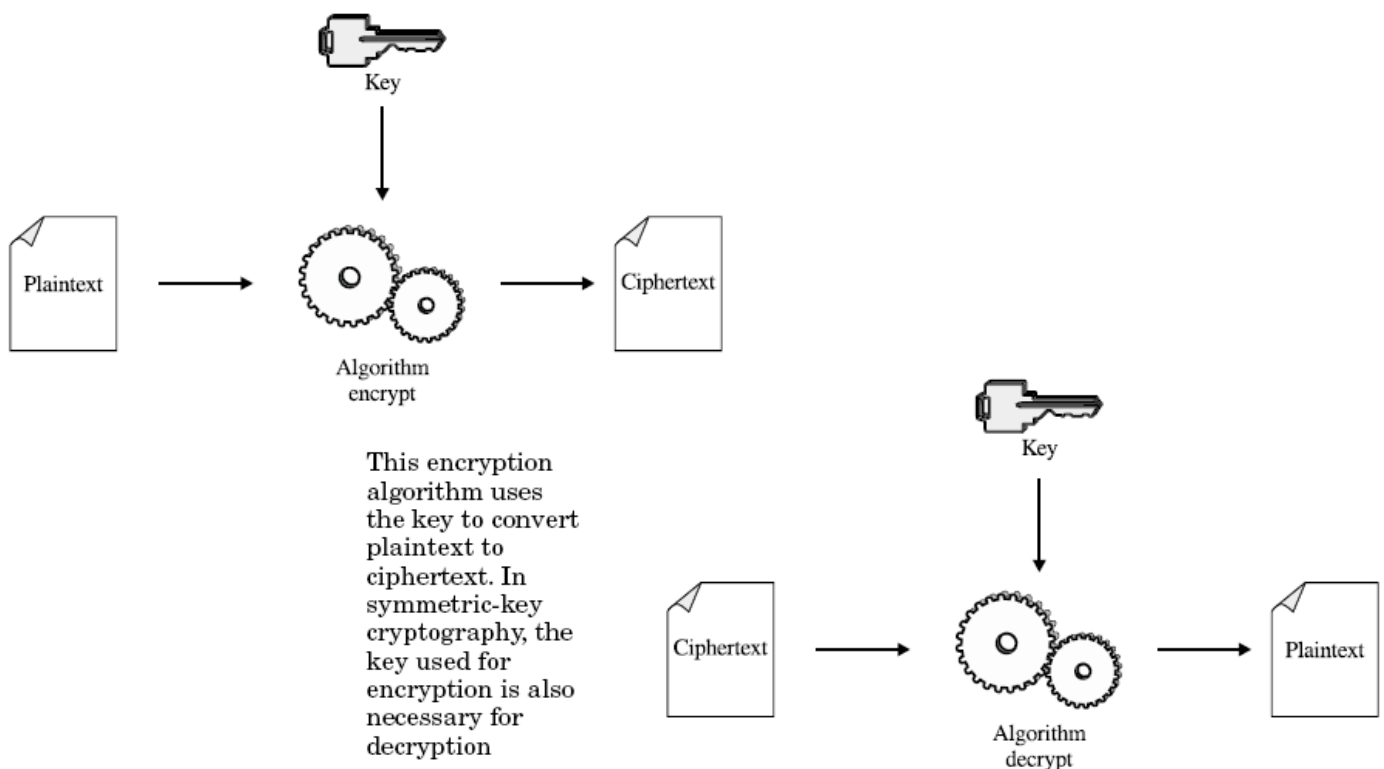 Key
Plaintext
Ciphertext
Algorithm
encrypt
This encryption
algorithm uses
the key to convert
plaintext to
ciphertext. In
symmetric-key
cryptography, the
key used for
encryption is also
necessary for
decryption
Key
Ciphertext
Plaintext
Algorithm
decrypt